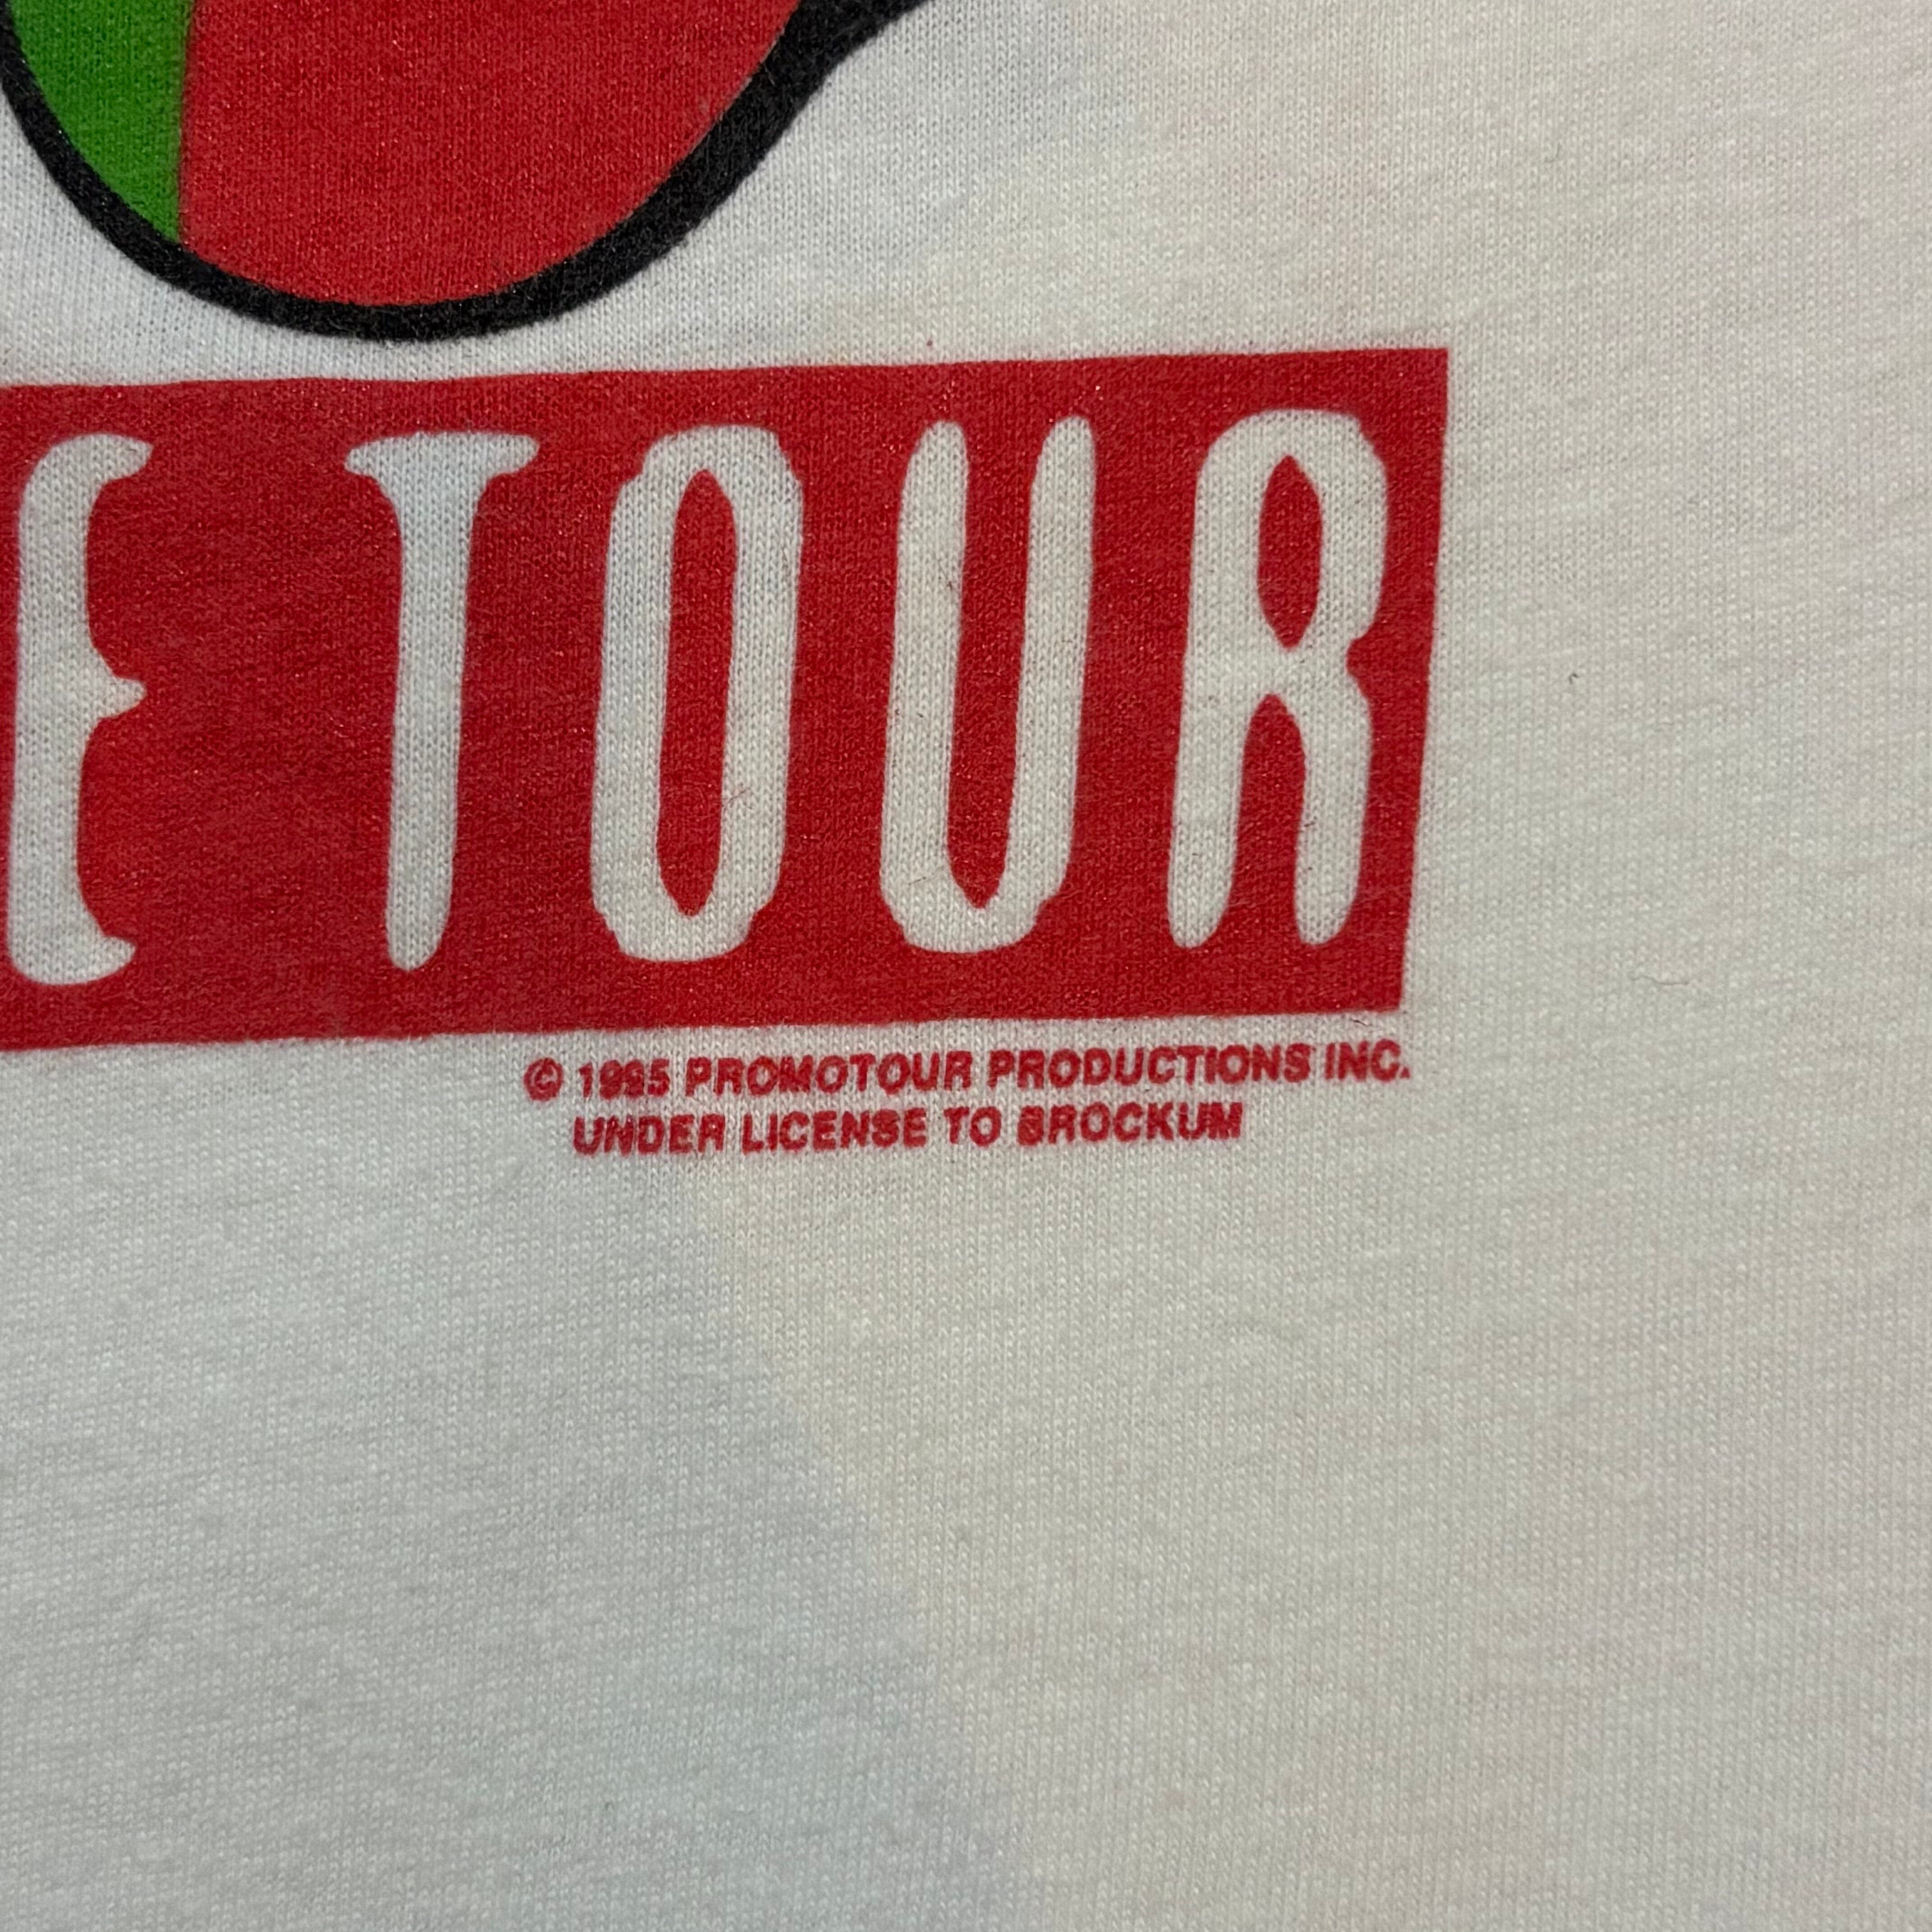 E TOUR
© 1995 PROMOTOUR PRODUCTIONS INC.
UNDER LICENSE TO BROCKUM